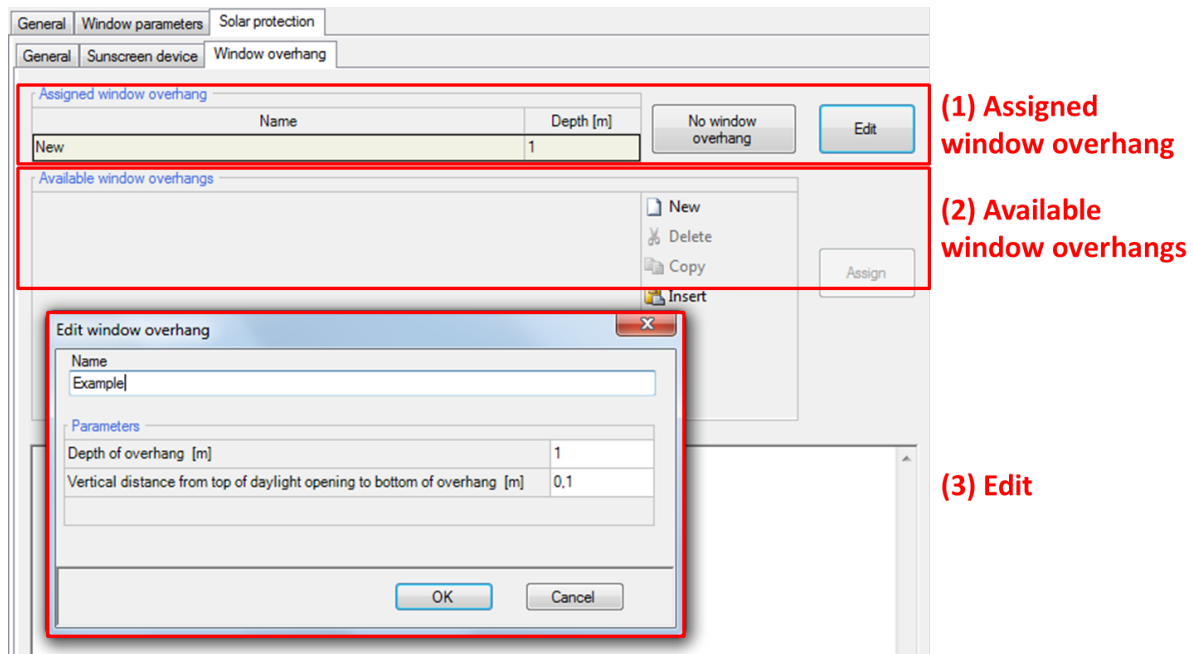 General Window parameters Solar protection
General Sunscreen device Window overhang
Assigned window overhang
Name Depth [m]
New 1
No window
overhang
Edit
(1) Assigned
window overhang
Available window overhangs
New
Delete
Copy
Insert
Assign
(2) Available
window overhangs
Edit window overhang
Name
Example
Parameters
Depth of overhang [m] 1
Vertical distance from top of daylight opening to bottom of overhang [m] 0,1
OK Cancel
(3) Edit